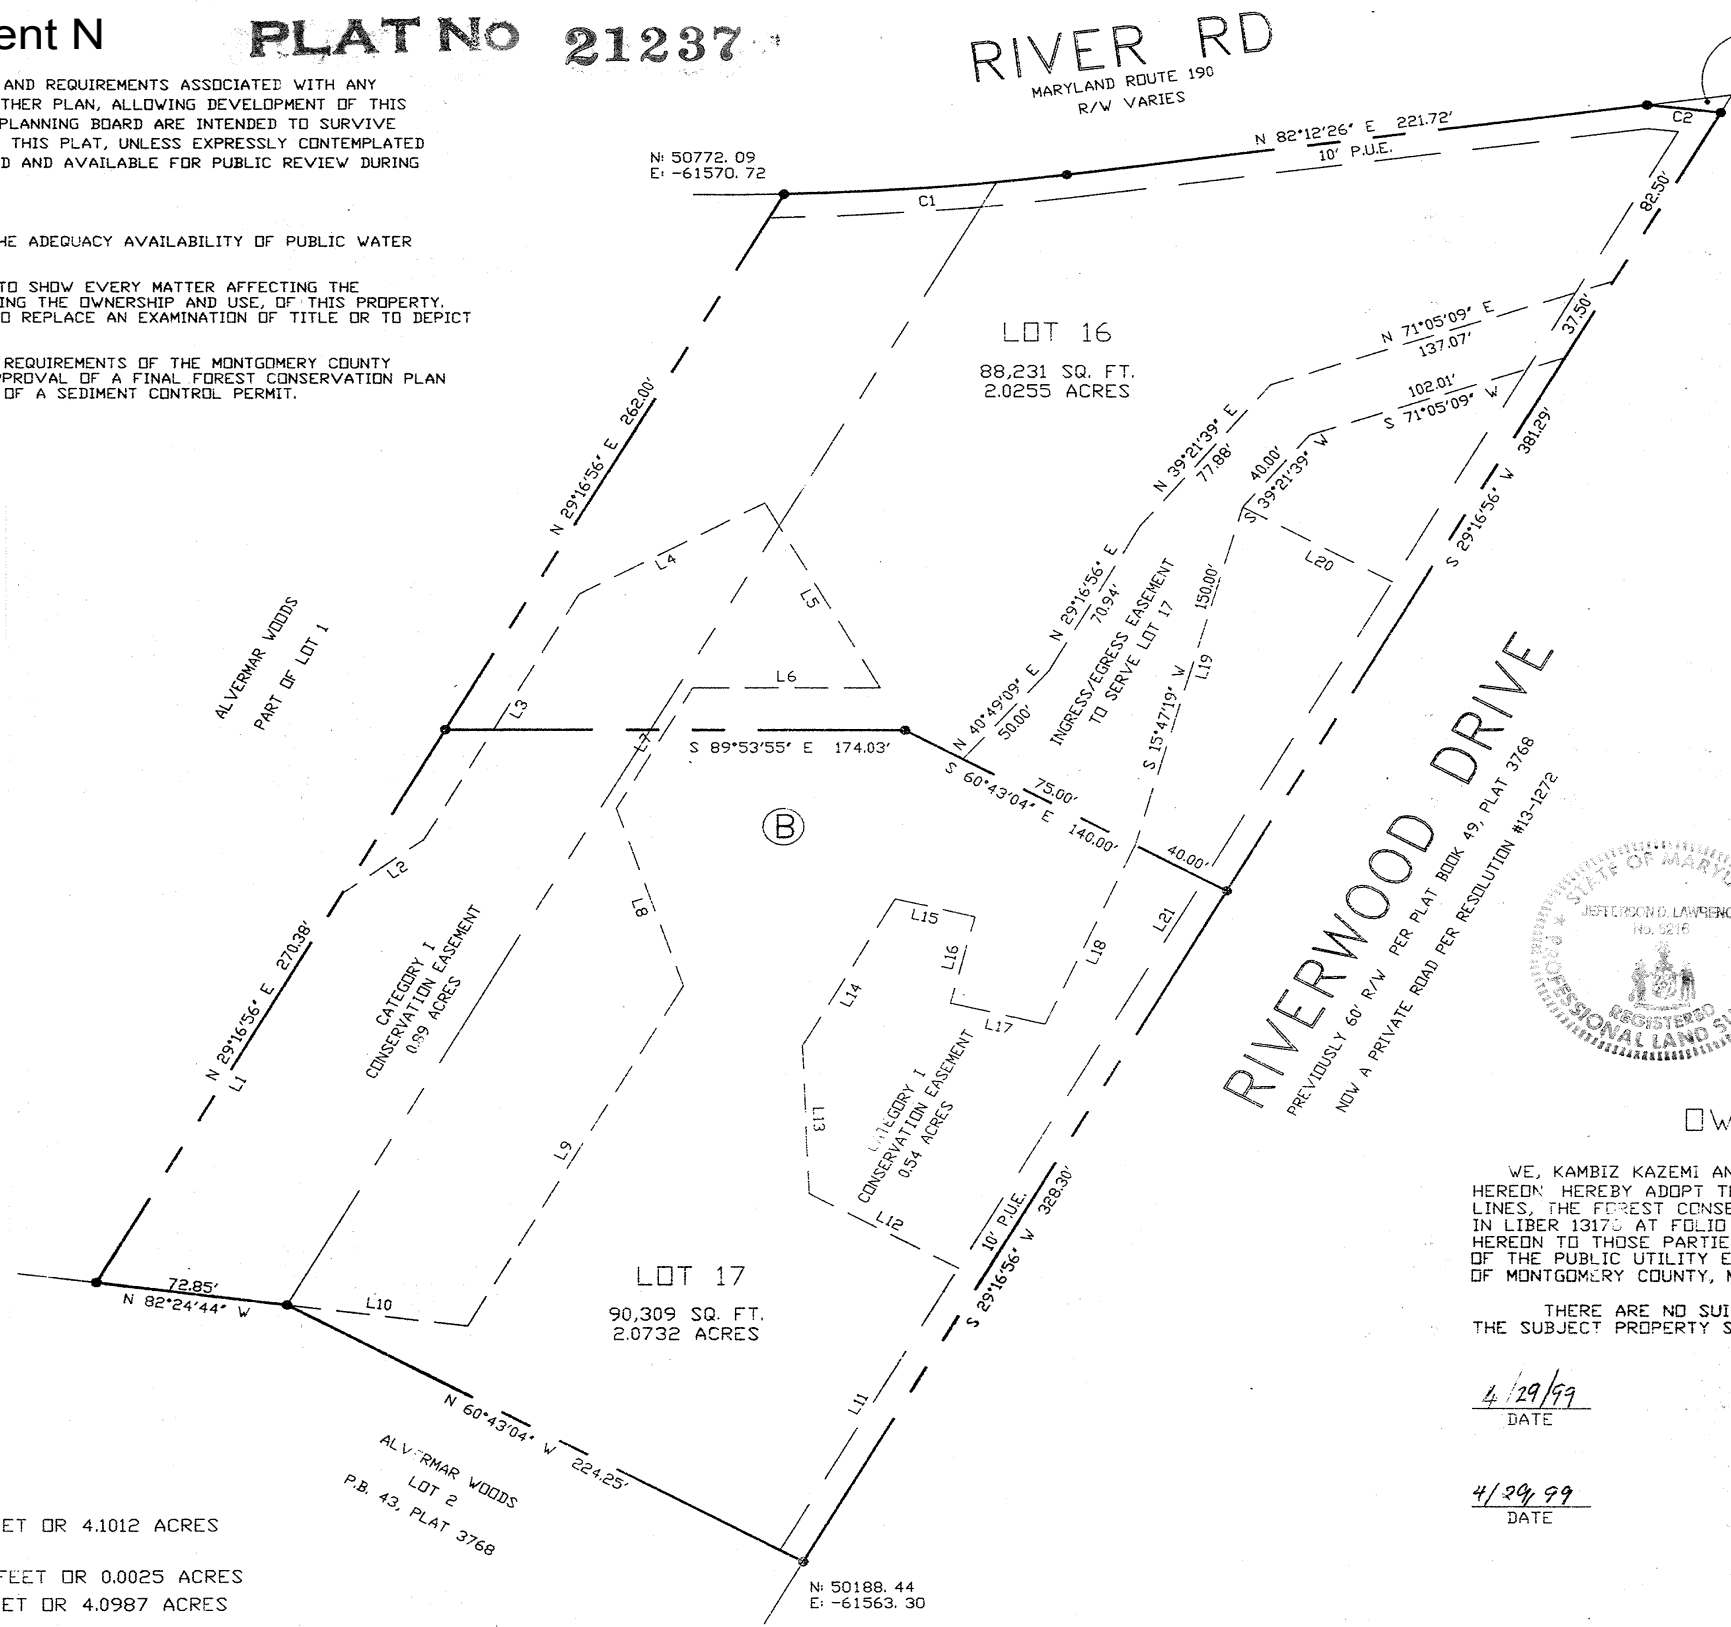 ent N
PLAT No 21237
AND REQUIREMENTS ASSOCIATED WITH ANY
THER PLAN, ALLOWING DEVELOPMENT OF THIS
PLANNING BOARD ARE INTENDED TO SURVIVE
THIS PLAT, UNLESS EXPRESSLY CONTEMPLATED
D AND AVAILABLE FOR PUBLIC REVIEW DURING
HE ADEQUACY AVAILABILITY OF PUBLIC WATER
TO SHOW EVERY MATTER AFFECTING THE
ING THE OWNERSHIP AND USE, OF THIS PROPERTY.
O REPLACE AN EXAMINATION OF TITLE OR TO DEPICT
REQUIREMENTS OF THE MONTGOMERY COUNTY
PPROVAL OF A FINAL FOREST CONSERVATION PLAN
OF A SEDIMENT CONTROL PERMIT.
RIVER RD
MARYLAND ROUTE 190
R/W VARIES
N: 50772.09
E: -61570.72
N 82°12'26" E 221.72'
10' P.U.E.
C1
C2
82.50'
37.50'
LOT 16
88,231 SQ. FT.
2.0255 ACRES
N 71°05'09" E
137.07'
102.01'
S 71°05'09" W
N 39°21'39" E
77.88'
40.00'
S 39°21'39" W
381.29'
S 29°16'56" W
N 29°16'56" E 262.00'
L4
L5
L20
N 29°16'56" E
70.94'
INGRESS/EGRESS EASEMENT
TO SERVE LOT 17
150.00'
L19
S 15°47'19" W
ALVERMAR WOODS
PART OF LOT 1
L3
L6
L7
S 89°53'55" E 174.03'
N 40°49'09" E
50.00'
S 60°43'04" E
75.00'
140.00'
40.00'
B
L2
L8
L15
L16
L14
L17
L18
L21
RIVERWOOD DRIVE
PREVIOUSLY 60' R/W PER PLAT BOOK 49, PLAT 3768
NOW A PRIVATE ROAD PER RESOLUTION #13-1272
STATE OF MARYL
JEFFERSON D. LAWRENC
No. 5216
REGISTERED
PROFESSIONAL LAND SU
N 29°16'56" E 270.38'
L1
CATEGORY I
CONSERVATION EASEMENT
0.89 ACRES
L9
L13
CATEGORY I
CONSERVATION EASEMENT
0.54 ACRES
L12
10' P.U.E.
S 29°16'56" W 328.30'
OW
WE, KAMBIZ KAZEMI AN
HEREON HEREBY ADOPT T
LINES, THE FOREST CONSE
IN LIBER 13176 AT FOLIO
HEREON TO THOSE PARTIE
OF THE PUBLIC UTILITY E
OF MONTGOMERY COUNTY, M
THERE ARE NO SUI
THE SUBJECT PROPERTY S
72.85'
N 82°24'44" W
L10
LOT 17
90,309 SQ. FT.
2.0732 ACRES
L11
N 60°43'04" W 224.25'
ALVERMAR WOODS
LOT 2
P.B. 43, PLAT 3768
4/29/99
DATE
4/29/99
DATE
ET OR 4.1012 ACRES
FEET OR 0.0025 ACRES
ET OR 4.0987 ACRES
N: 50188.44
E: -61563.30